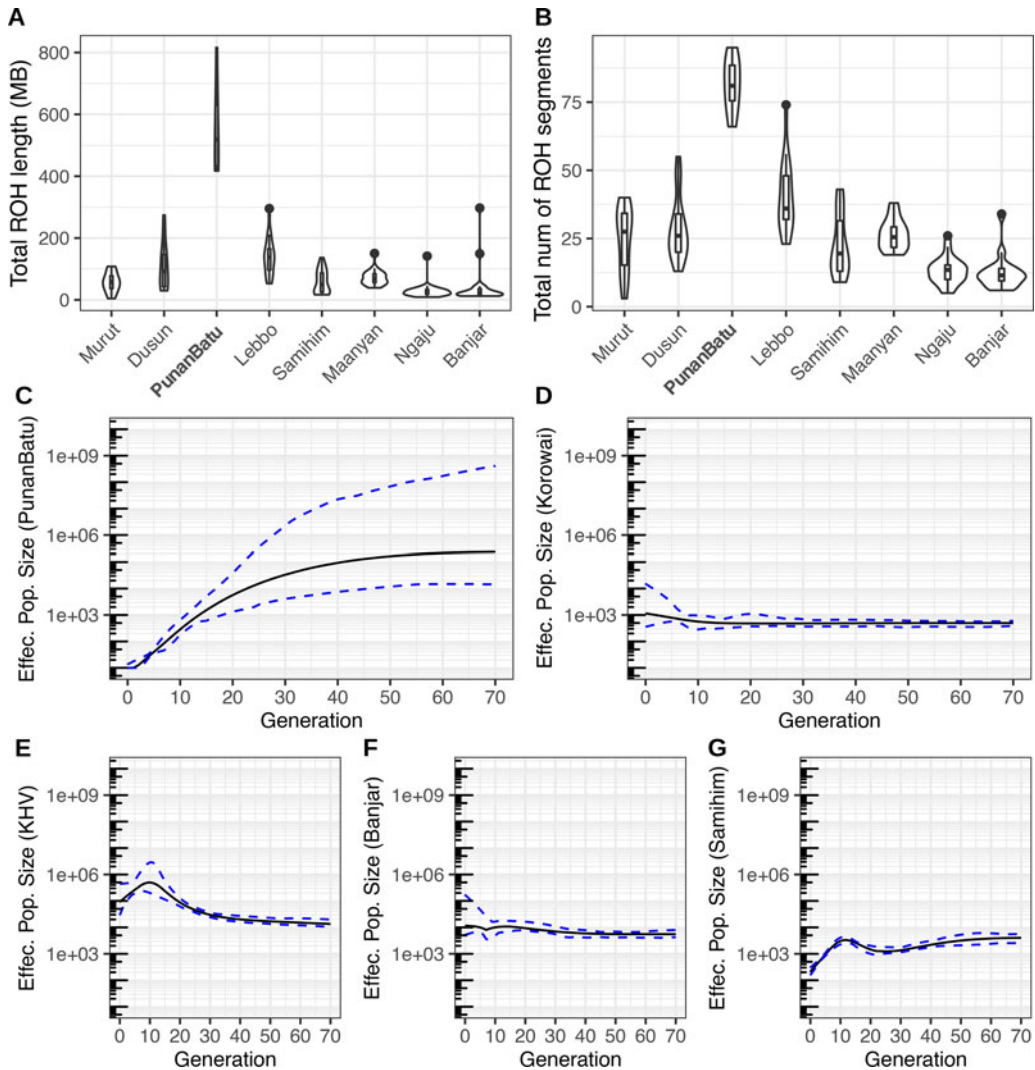 A
Total ROH length (MB)
800
600
400
200
0
Murut
Dusun
PunanBatu
Lebbo
Samihim
Maanyan
Ngaju
Banjar
B
Total num of ROH segments
75
50
25
0
Murut
Dusun
PunanBatu
Lebbo
Samihim
Maanyan
Ngaju
Banjar
C
Effec. Pop. Size (PunanBatu)
1e+09
1e+06
1e+03
0 10 20 30 40 50 60 70
Generation
D
Effec. Pop. Size (Korowai)
1e+09
1e+06
1e+03
0 10 20 30 40 50 60 70
Generation
E
Effec. Pop. Size (KHV)
1e+09
1e+06
1e+03
0 10 20 30 40 50 60 70
Generation
F
Effec. Pop. Size (Banjar)
1e+09
1e+06
1e+03
0 10 20 30 40 50 60 70
Generation
G
Effec. Pop. Size (Samihim)
1e+09
1e+06
1e+03
0 10 20 30 40 50 60 70
Generation